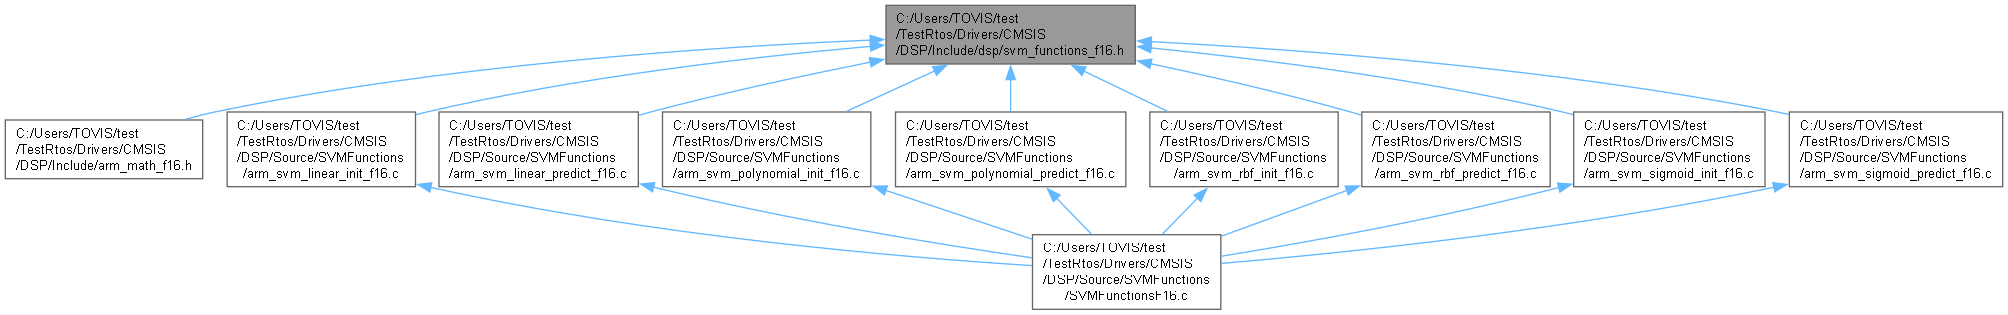 C:/Users/TOVIS/test
/TestRtos/Drivers/CMSIS
/DSP/Include/dsp/svm_functions_f16.h
C:/Users/TOVIS/test
/TestRtos/Drivers/CMSIS
/DSP/Include/arm_math_f16.h
C:/Users/TOVIS/test
/TestRtos/Drivers/CMSIS
/DSP/Source/SVMFunctions
/arm_svm_linear_init_f16.c
C:/Users/TOVIS/test
/TestRtos/Drivers/CMSIS
/DSP/Source/SVMFunctions
/arm_svm_linear_predict_f16.c
C:/Users/TOVIS/test
/TestRtos/Drivers/CMSIS
/DSP/Source/SVMFunctions
/arm_svm_polynomial_init_f16.c
C:/Users/TOVIS/test
/TestRtos/Drivers/CMSIS
/DSP/Source/SVMFunctions
/arm_svm_polynomial_predict_f16.c
C:/Users/TOVIS/test
/TestRtos/Drivers/CMSIS
/DSP/Source/SVMFunctions
/arm_svm_rbf_init_f16.c
C:/Users/TOVIS/test
/TestRtos/Drivers/CMSIS
/DSP/Source/SVMFunctions
/arm_svm_rbf_predict_f16.c
C:/Users/TOVIS/test
/TestRtos/Drivers/CMSIS
/DSP/Source/SVMFunctions
/arm_svm_sigmoid_init_f16.c
C:/Users/TOVIS/test
/TestRtos/Drivers/CMSIS
/DSP/Source/SVMFunctions
/arm_svm_sigmoid_predict_f16.c
C:/Users/TOVIS/test
/TestRtos/Drivers/CMSIS
/DSP/Source/SVMFunctions
/SVMFunctionsF16.c